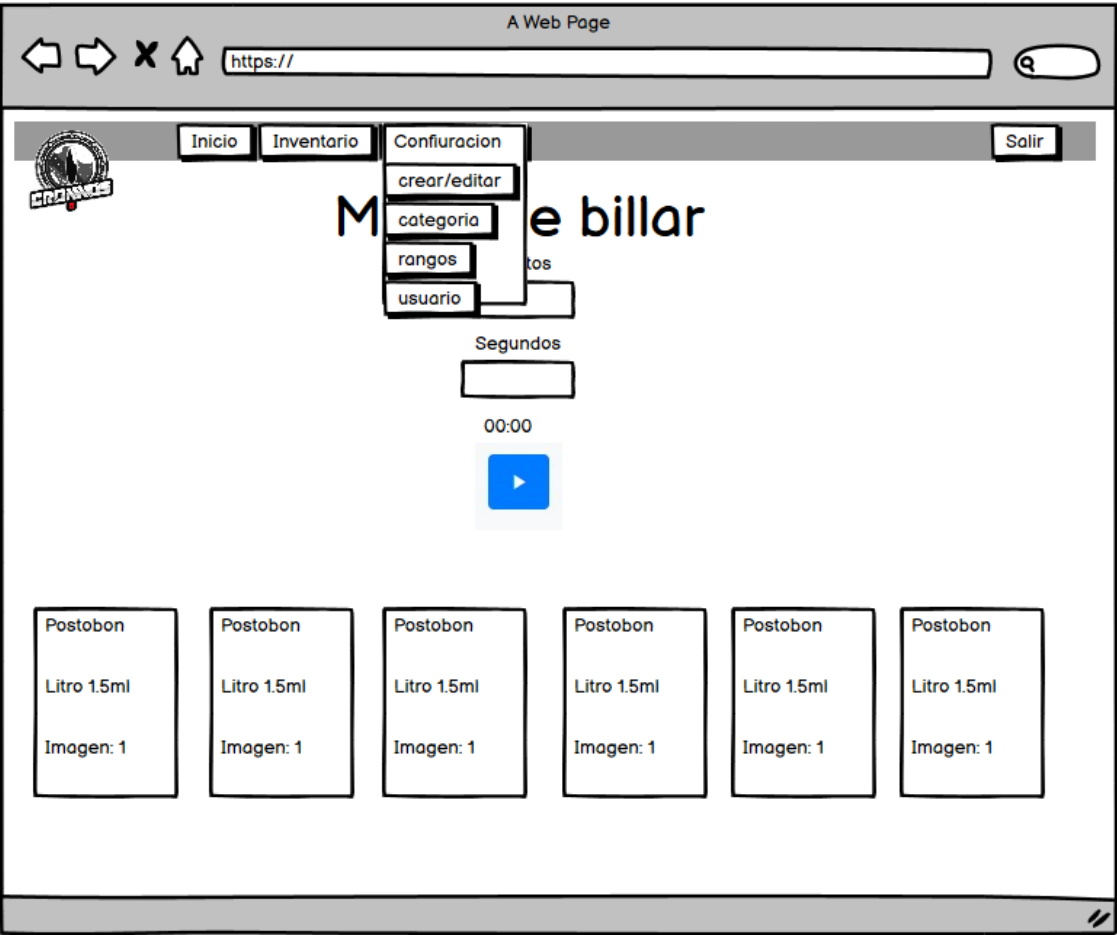 A Web Page
https://
Inicio Inventario Confiuracion Salir
CRONNOS
crear/editar
M e billar
categoria
rangos tos
usuario
Segundos
00:00
Postobon Postobon Postobon Postobon Postobon Postobon
Litro 1.5ml Litro 1.5ml Litro 1.5ml Litro 1.5ml Litro 1.5ml Litro 1.5ml
Imagen: 1 Imagen: 1 Imagen: 1 Imagen: 1 Imagen: 1 Imagen: 1